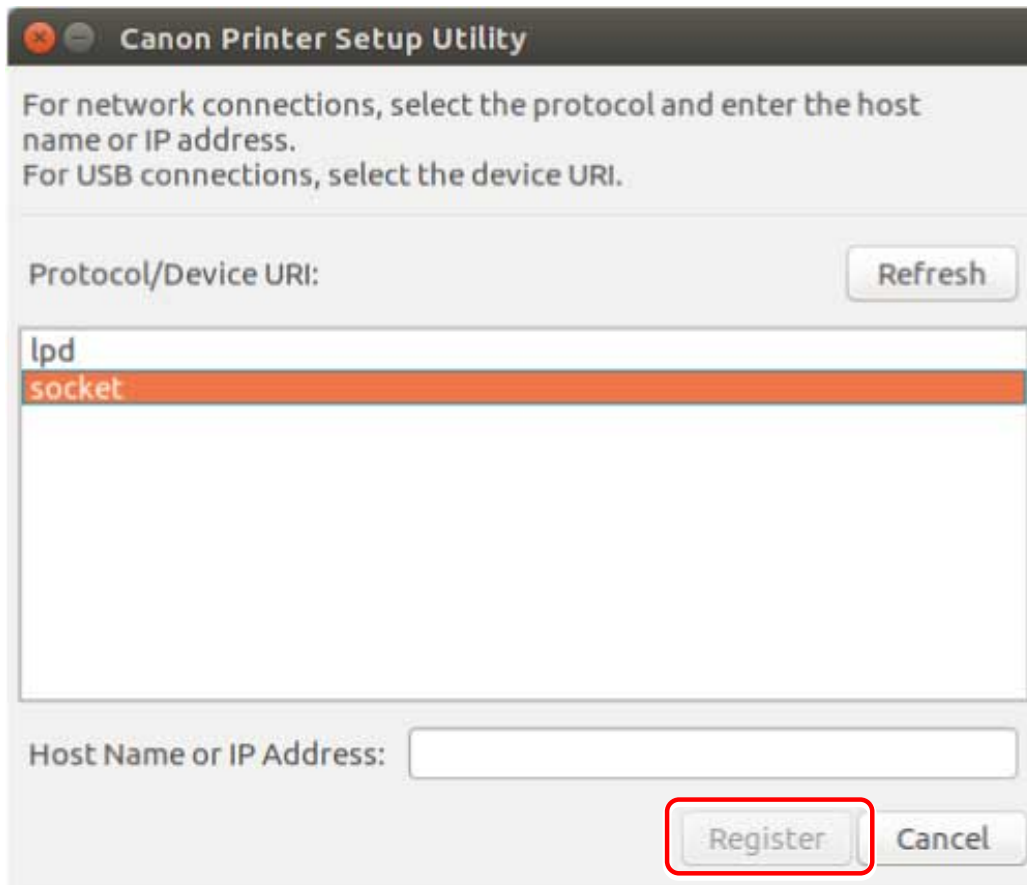 Canon Printer Setup Utility
For network connections, select the protocol and enter the host
name or IP address.
For USB connections, select the device URI.
Protocol/Device URI:
Refresh
lpd
socket
Host Name or IP Address:
Register
Cancel